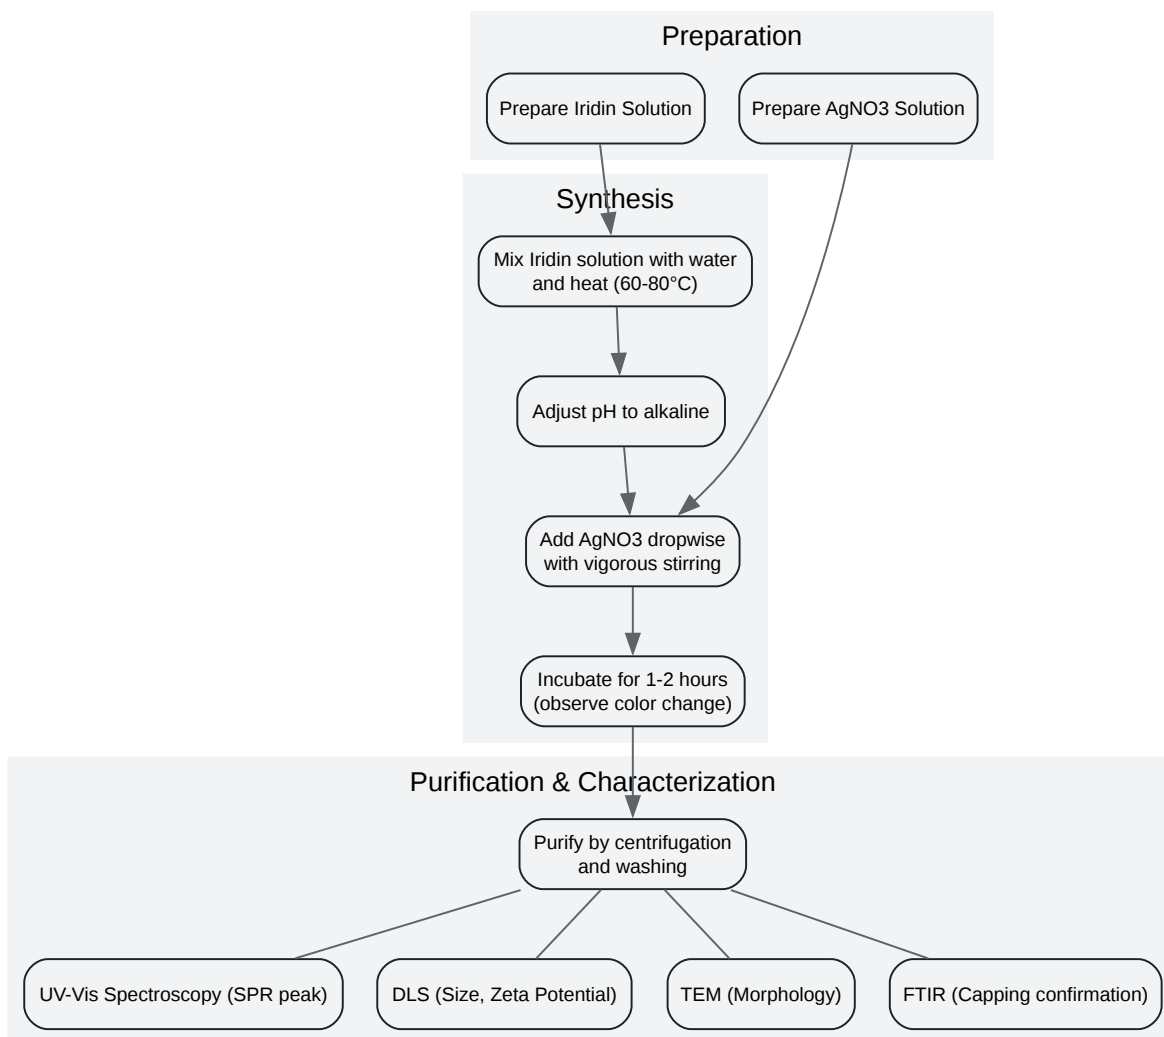 Preparation
Prepare Iridin Solution
Prepare AgNO3 Solution
Synthesis
Mix Iridin solution with water
and heat (60-80°C)
Adjust pH to alkaline
Add AgNO3 dropwise
with vigorous stirring
Incubate for 1-2 hours
(observe color change)
Purification & Characterization
Purify by centrifugation
and washing
UV-Vis Spectroscopy (SPR peak)
DLS (Size, Zeta Potential)
TEM (Morphology)
FTIR (Capping confirmation)